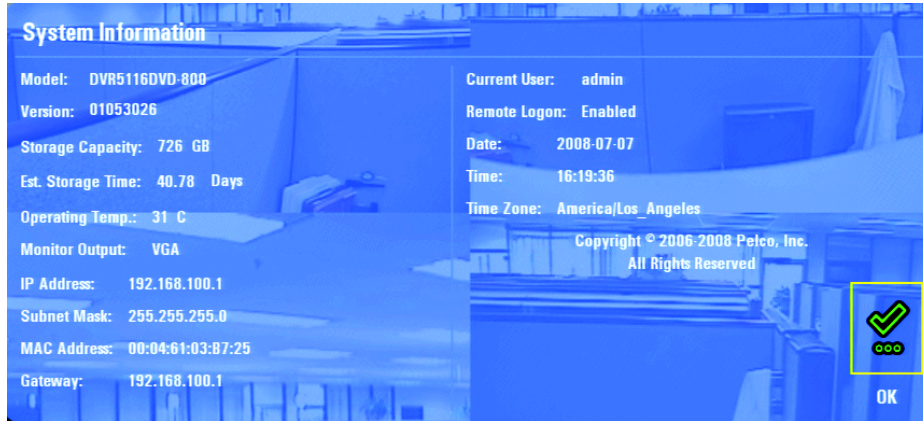 System Information
Model: DVR5116DVD-800
Version: 01053026
Storage Capacity: 726 GB
Est. Storage Time: 40.78 Days
Operating Temp.: 31 C
Monitor Output: VGA
IP Address: 192.168.100.1
Subnet Mask: 255.255.255.0
MAC Address: 00:04:61:03:B7:25
Gateway: 192.168.100.1
Current User: admin
Remote Logon: Enabled
Date: 2008-07-07
Time: 16:19:36
Time Zone: America/Los_Angeles
Copyright © 2006-2008 Pelco, Inc.
All Rights Reserved
OK